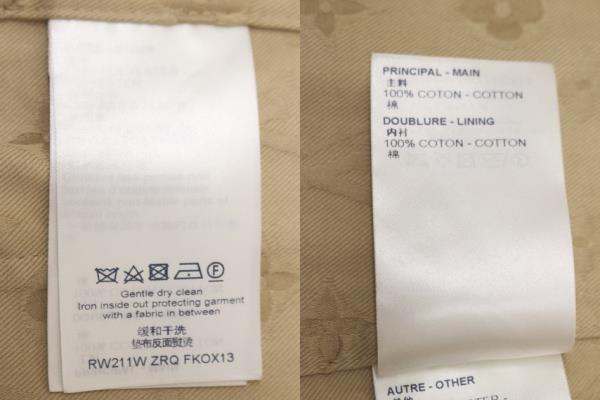 Gentle dry clean
Iron inside out protecting garment
with a fabric in between
缓和干洗
垫布反面熨烫
RW211W ZRQ FKOX13
PRINCIPAL - MAIN
主料
100% COTON - COTTON
棉
DOUBLURE - LINING
内衬
100% COTON - COTTON
棉
AUTRE - OTHER